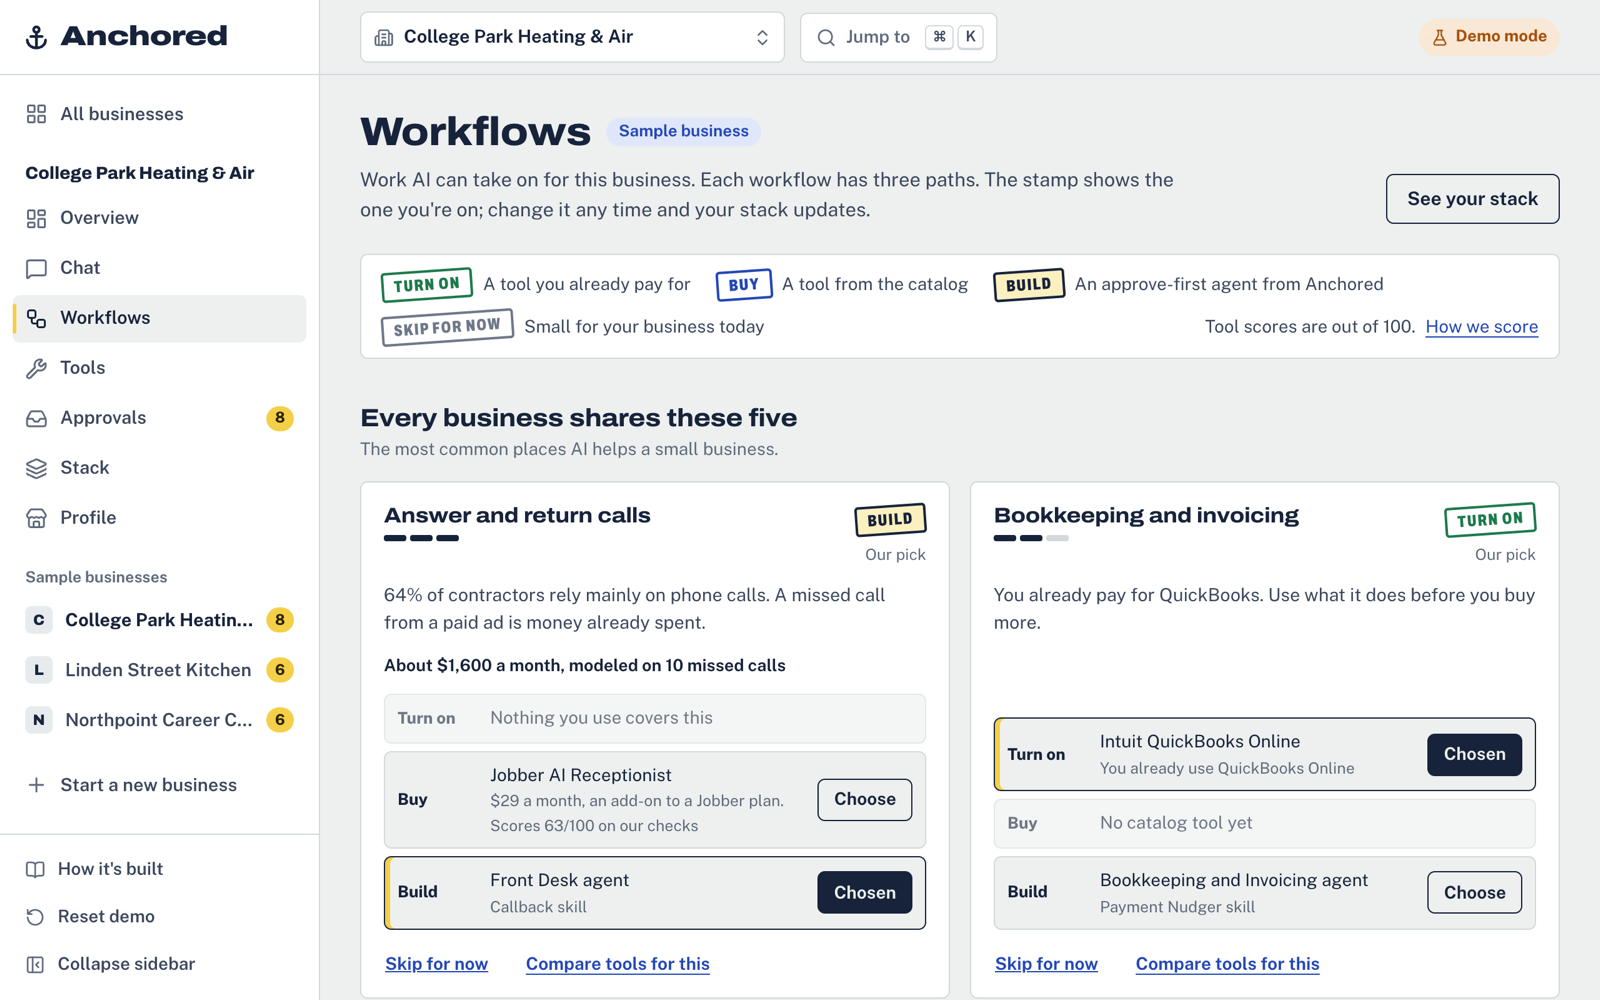 Anchored
College Park Heating & Air
Jump to ⌘ K
Demo mode
All businesses
College Park Heating & Air
Overview
Chat
Workflows
Tools
Approvals 8
Stack
Profile
Sample businesses
C College Park Heatin... 8
L Linden Street Kitchen 6
N Northpoint Career C... 6
Start a new business
How it's built
Reset demo
Collapse sidebar
Workflows Sample business
Work AI can take on for this business. Each workflow has three paths. The stamp shows the
one you're on; change it any time and your stack updates.
See your stack
TURN ON A tool you already pay for BUY A tool from the catalog BUILD An approve-first agent from Anchored
SKIP FOR NOW Small for your business today Tool scores are out of 100. How we score
Every business shares these five
The most common places AI helps a small business.
Answer and return calls
BUILD
Our pick
64% of contractors rely mainly on phone calls. A missed call
from a paid ad is money already spent.
About $1,600 a month, modeled on 10 missed calls
Turn on Nothing you use covers this
Buy
Jobber AI Receptionist
$29 a month, an add-on to a Jobber plan.
Scores 63/100 on our checks
Choose
Build
Front Desk agent
Callback skill
Chosen
Skip for now Compare tools for this
Bookkeeping and invoicing
TURN ON
Our pick
You already pay for QuickBooks. Use what it does before you buy
more.
Turn on
Intuit QuickBooks Online
You already use QuickBooks Online
Chosen
Buy No catalog tool yet
Build
Bookkeeping and Invoicing agent
Payment Nudger skill
Choose
Skip for now Compare tools for this